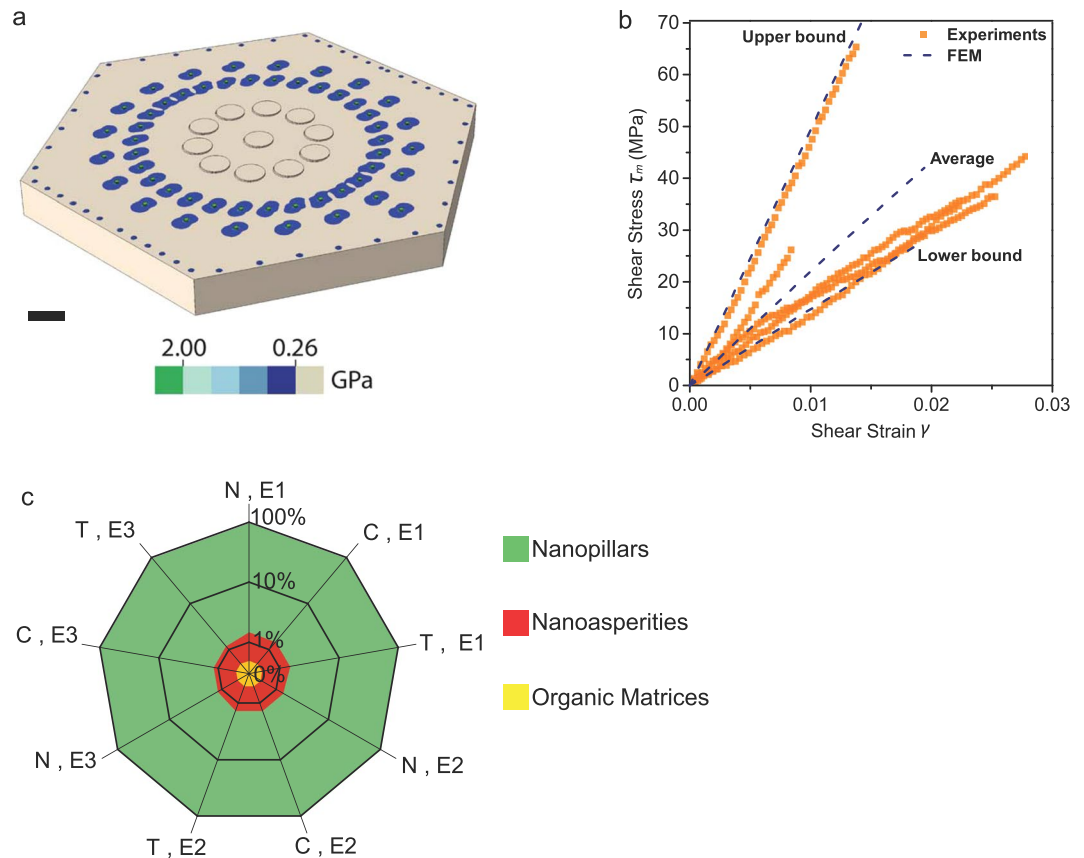 a
2.00
0.26
GPa
b
Shear Stress τm (MPa)
70
60
50
40
30
20
10
0
0.00
0.01
0.02
0.03
Shear Strain γ
Upper bound
Experiments
FEM
Average
Lower bound
c
N , E1
C , E1
T , E1
N , E2
C , E2
T , E2
N , E3
C , E3
T , E3
100%
10%
1%
0%
Nanopillars
Nanoasperities
Organic Matrices